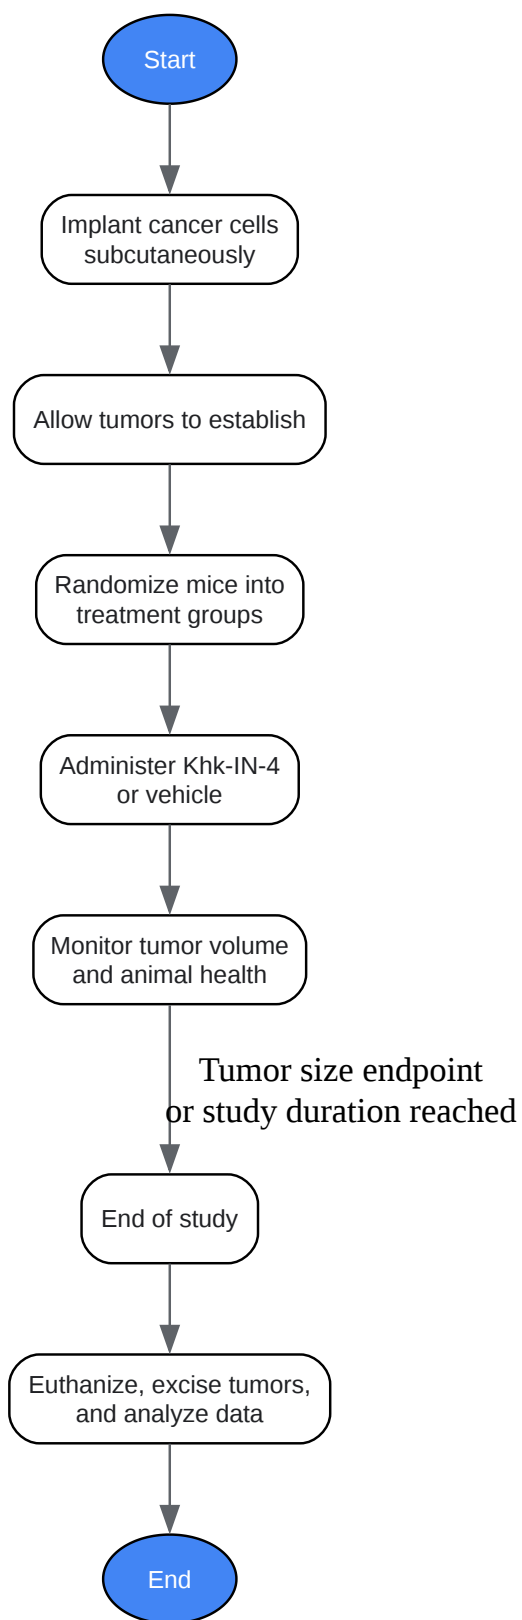 Start
Implant cancer cells
subcutaneously
Allow tumors to establish
Randomize mice into
treatment groups
Administer Khk-IN-4
or vehicle
Monitor tumor volume
and animal health
Tumor size endpoint
or study duration reached
End of study
Euthanize, excise tumors,
and analyze data
End